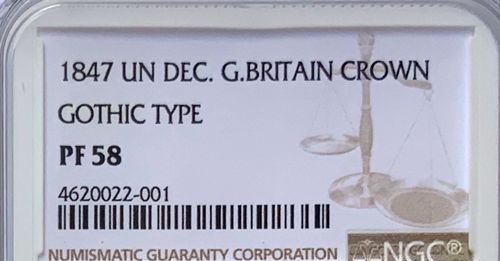 1847 UN DEC. G.BRITAIN CROWN
GOTHIC TYPE
PF 58
4620022-001
NUMISMATIC GUARANTY CORPORATION
NGC®